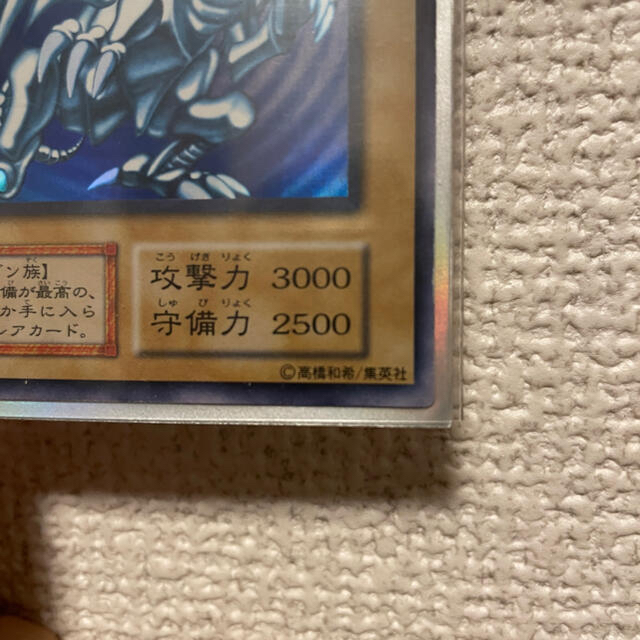 ン族】
備が最高の、
か手に入ら
レアカード。
こう げき りょく
攻撃力 3000
しゅ び りょく
守備力 2500
©高橋和希/集英社